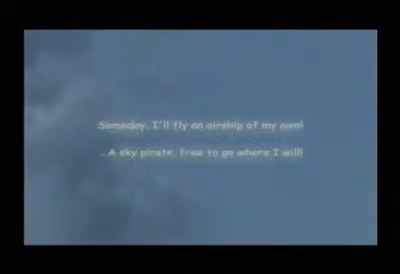 Someday, I'll fly an airship of my own!
...A sky pirate, free to go where I will!